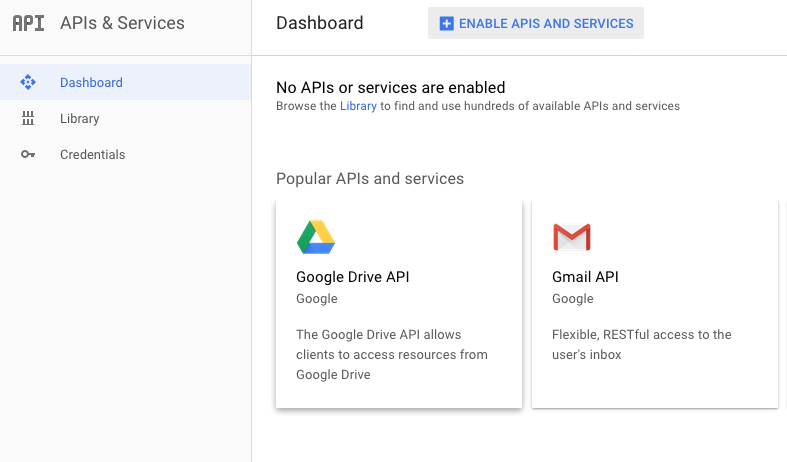 API APIs & Services
Dashboard
ENABLE APIS AND SERVICES
Dashboard
Library
Credentials
No APIs or services are enabled
Browse the Library to find and use hundreds of available APIs and services
Popular APIs and services
Google Drive API
Google
The Google Drive API allows
clients to access resources from
Google Drive
Gmail API
Google
Flexible, RESTful access to the
user's inbox